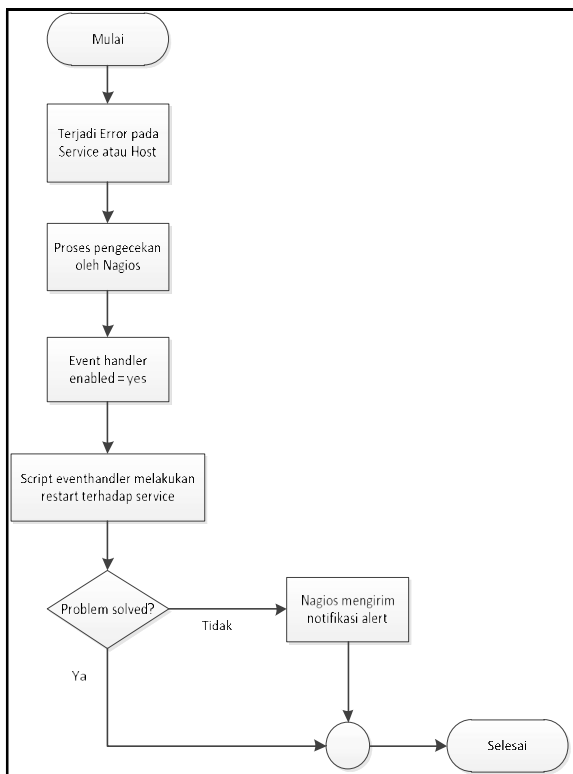 Mulai
Terjadi Error pada
Service atau Host
Proses pengecekan
oleh Nagios
Event handler
enabled = yes
Script eventhandler melakukan
restart terhadap service
Problem solved?
Tidak
Nagios mengirim
notifikasi alert
Ya
Selesai